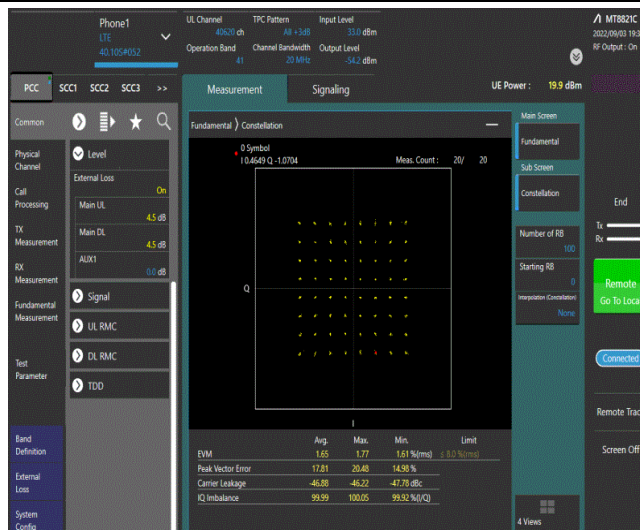 Phone1
LTE
40.105#052
UL Channel
40620 ch
TPC Pattern
All +3dB
Input Level
33.0 dBm
Operation Band
41
Channel Bandwidth
20 MHz
Output Level
-54.2 dBm
MT8821C
2022/09/03 19:3
RF Output : On
PCC SCC1 SCC2 SCC3 >>
Measurement
Signaling
UE Power : 19.9 dBm
Common
Physical
Channel
Call
Processing
TX
Measurement
RX
Measurement
Fundamental
Measurement
Test
Parameter
Band
Definition
External
Loss
System
Config
Level
External Loss
On
Main UL
4.5 dB
Main DL
4.5 dB
AUX1
0.0 dB
Signal
UL RMC
DL RMC
TDD
Fundamental ⟩ Constellation
0 Symbol
I 0.4649 Q -1.0704
Meas. Count : 20/ 20
Q
I
Avg. Max. Min. Limit
EVM 1.65 1.77 1.61 %(rms) ≤ 8.0 %(rms)
Peak Vector Error 17.81 20.48 14.98 %
Carrier Leakage -46.88 -46.22 -47.78 dBc
IQ Imbalance 99.99 100.05 99.92 %(I/Q)
Main Screen
Fundamental
Sub Screen
Constellation
Number of RB
100
Starting RB
0
Interpolation (Constellation)
None
4 Views
End
Tx
Rx
Remote
Go To Loca
Connected
Remote Trac
Screen Off